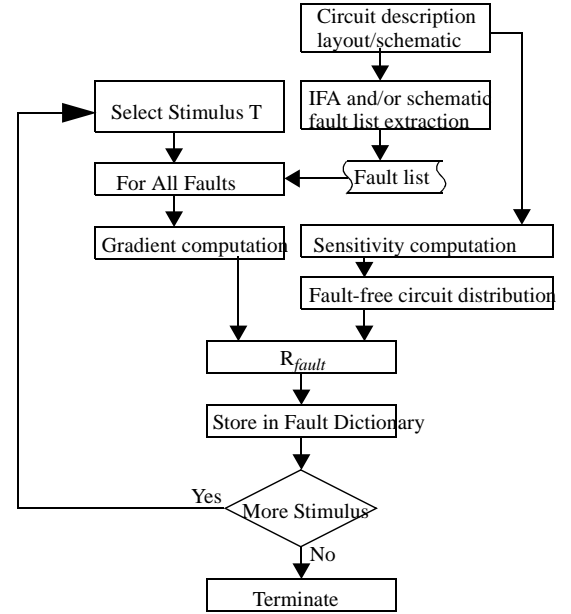 Circuit description
layout/schematic
Select Stimulus T
IFA and/or schematic
fault list extraction
For All Faults
Fault list
Gradient computation
Sensitivity computation
Fault-free circuit distribution
Rfault
Store in Fault Dictionary
Yes
More Stimulus
No
Terminate